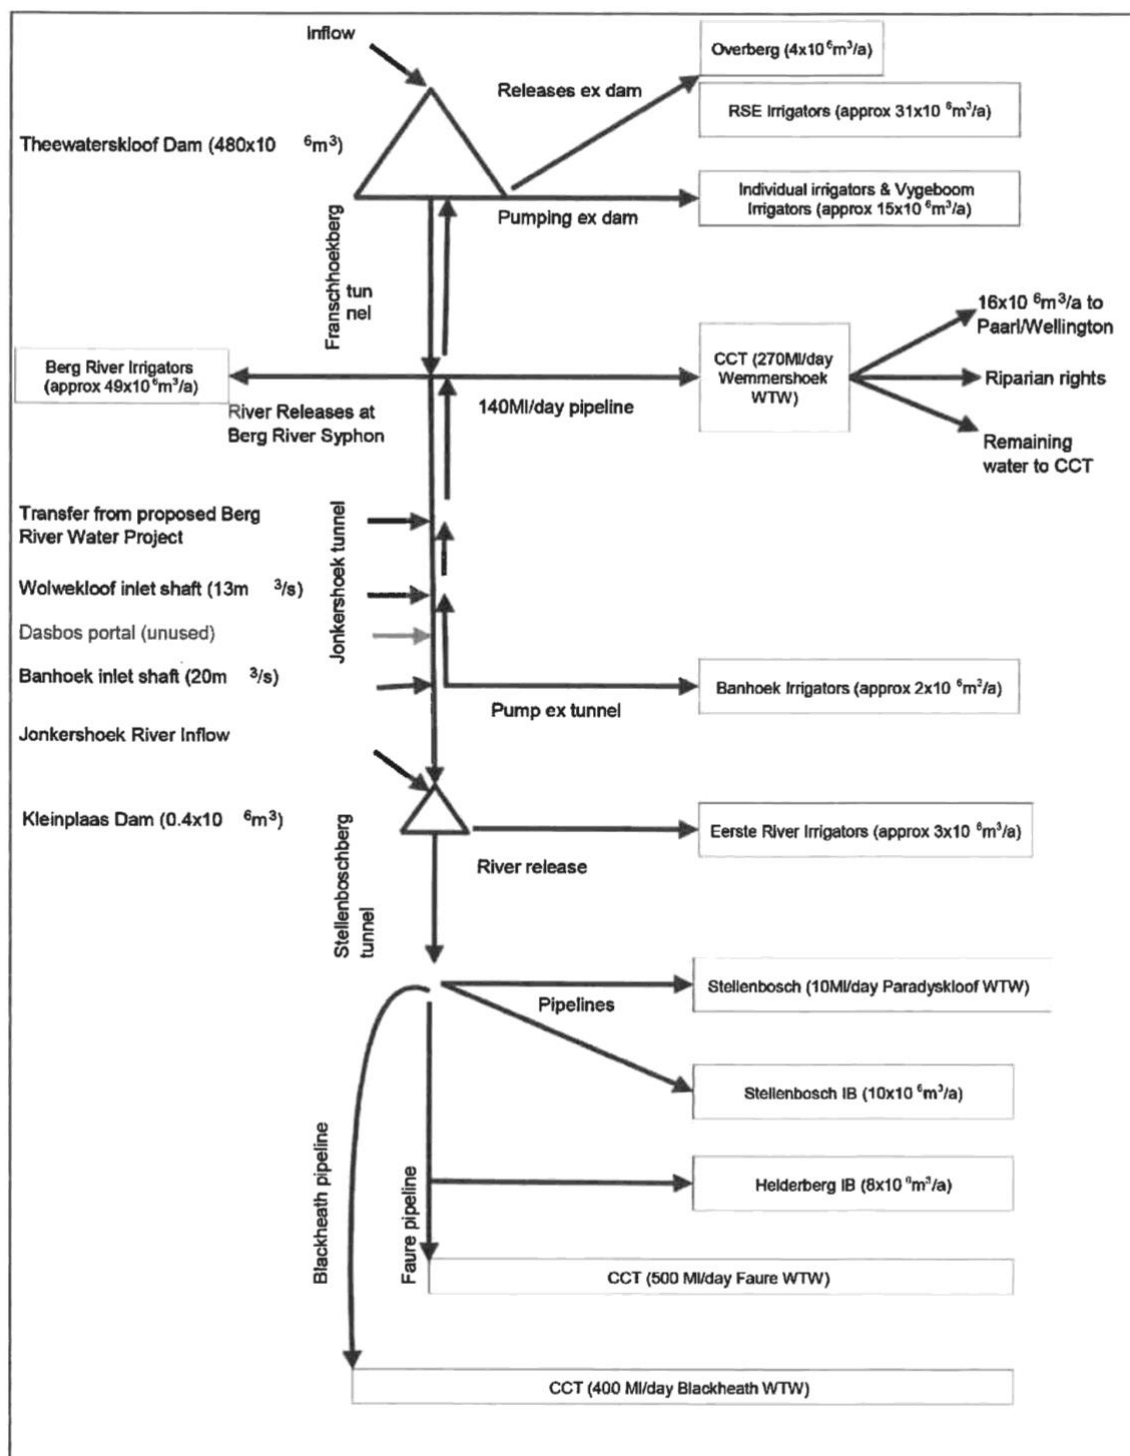 Inflow
Overberg (4x10 ⁶m³/a)
Releases ex dam
RSE Irrigators (approx 31x10 ⁶m³/a)
Theewaterskloof Dam (480x10 ⁶m³)
Individual irrigators & Vygeboom
Irrigators (approx 15x10 ⁶m³/a)
Pumping ex dam
Franschhoekberg
tun
nel
16x10 ⁶m³/a to
Paarl/Wellington
Berg River Irrigators
(approx 49x10 ⁶m³/a)
CCT (270Ml/day
Wemmershoek
WTW)
Riparian rights
River Releases at
Berg River Syphon
140Ml/day pipeline
Remaining
water to CCT
Transfer from proposed Berg
River Water Project
Jonkershoek tunnel
Wolwekloof inlet shaft (13m ³/s)
Dasbos portal (unused)
Banhoek inlet shaft (20m ³/s)
Banhoek Irrigators (approx 2x10 ⁶m³/a)
Pump ex tunnel
Jonkershoek River Inflow
Kleinplaas Dam (0.4x10 ⁶m³)
Eerste River Irrigators (approx 3x10 ⁶m³/a)
River release
Stellenboschberg
tunnel
Stellenbosch (10Ml/day Paradyskloof WTW)
Pipelines
Stellenbosch IB (10x10 ⁶m³/a)
Blackheath pipeline
Faure pipeline
Helderberg IB (8x10 ⁶m³/a)
CCT (500 Ml/day Faure WTW)
CCT (400 Ml/day Blackheath WTW)